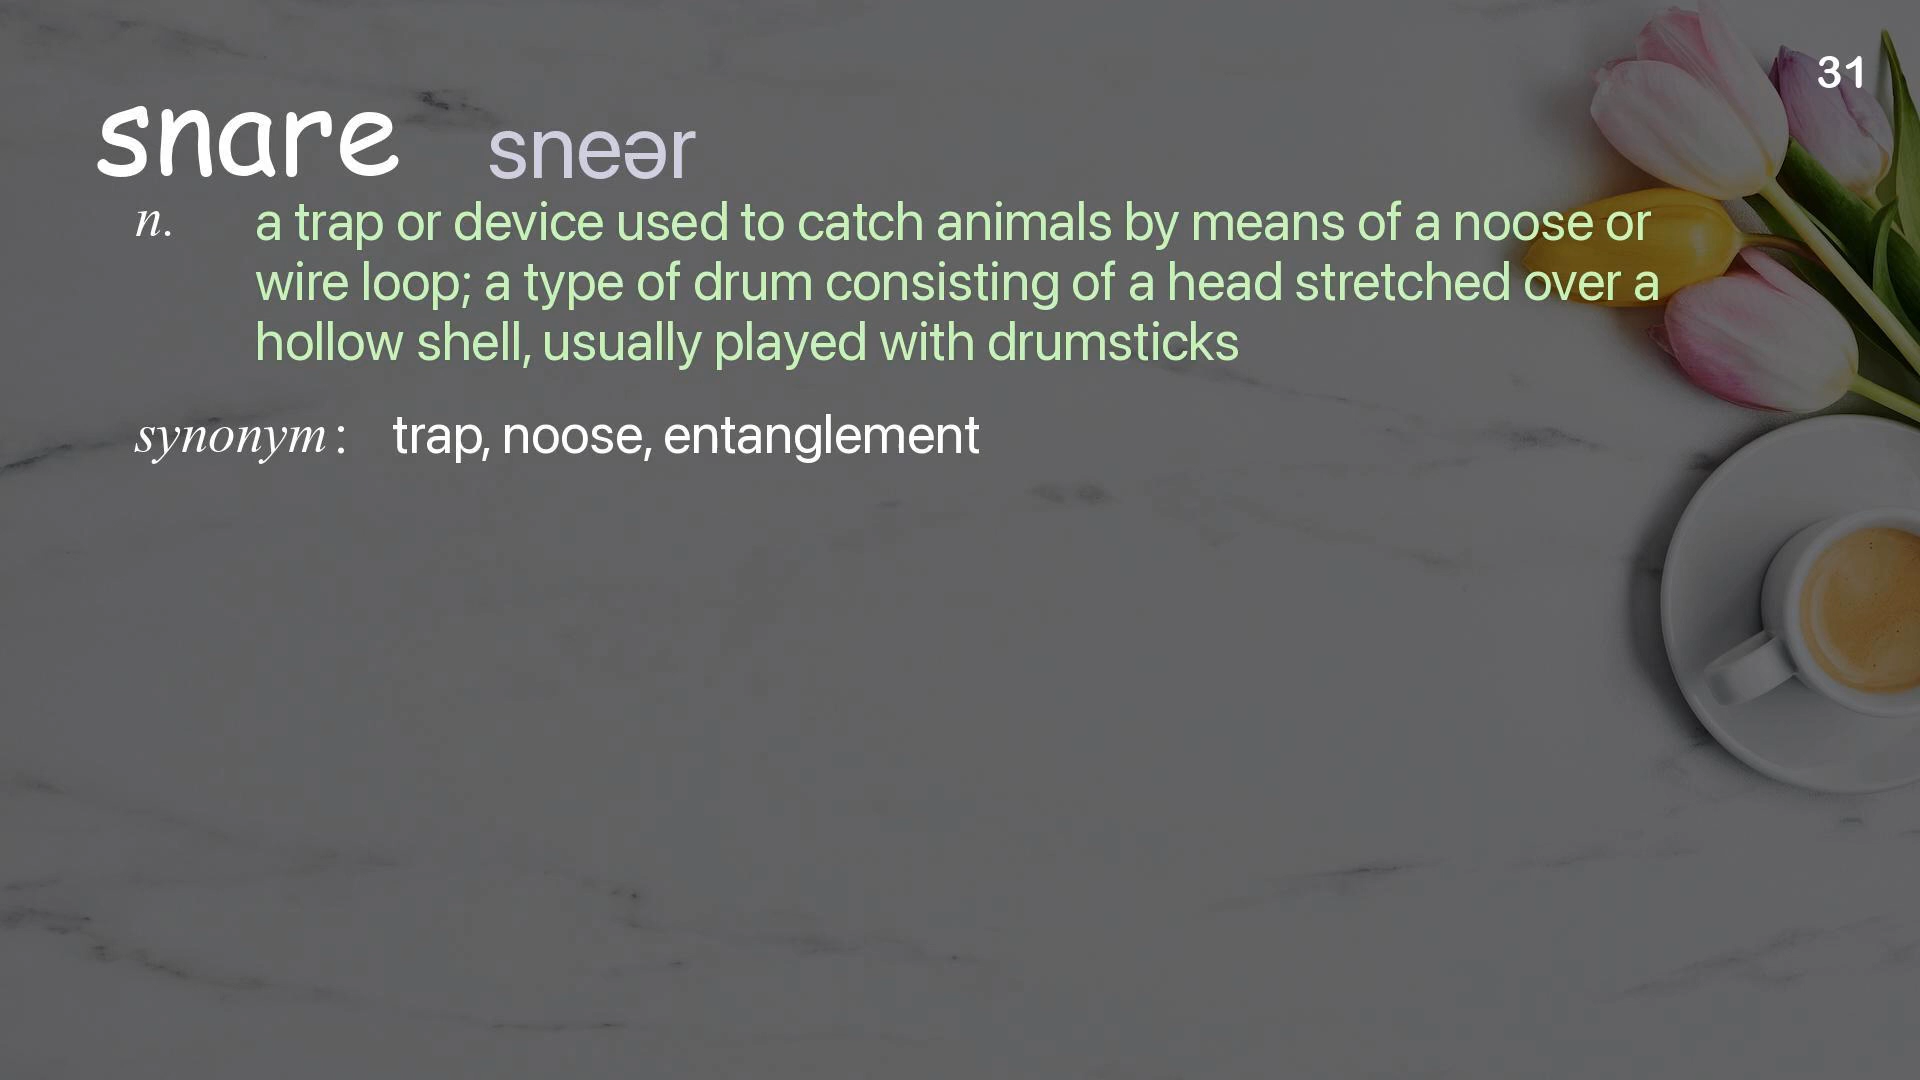 31
snare sneər
n. a trap or device used to catch animals by means of a noose or
wire loop; a type of drum consisting of a head stretched over a
hollow shell, usually played with drumsticks
synonym : trap, noose, entanglement